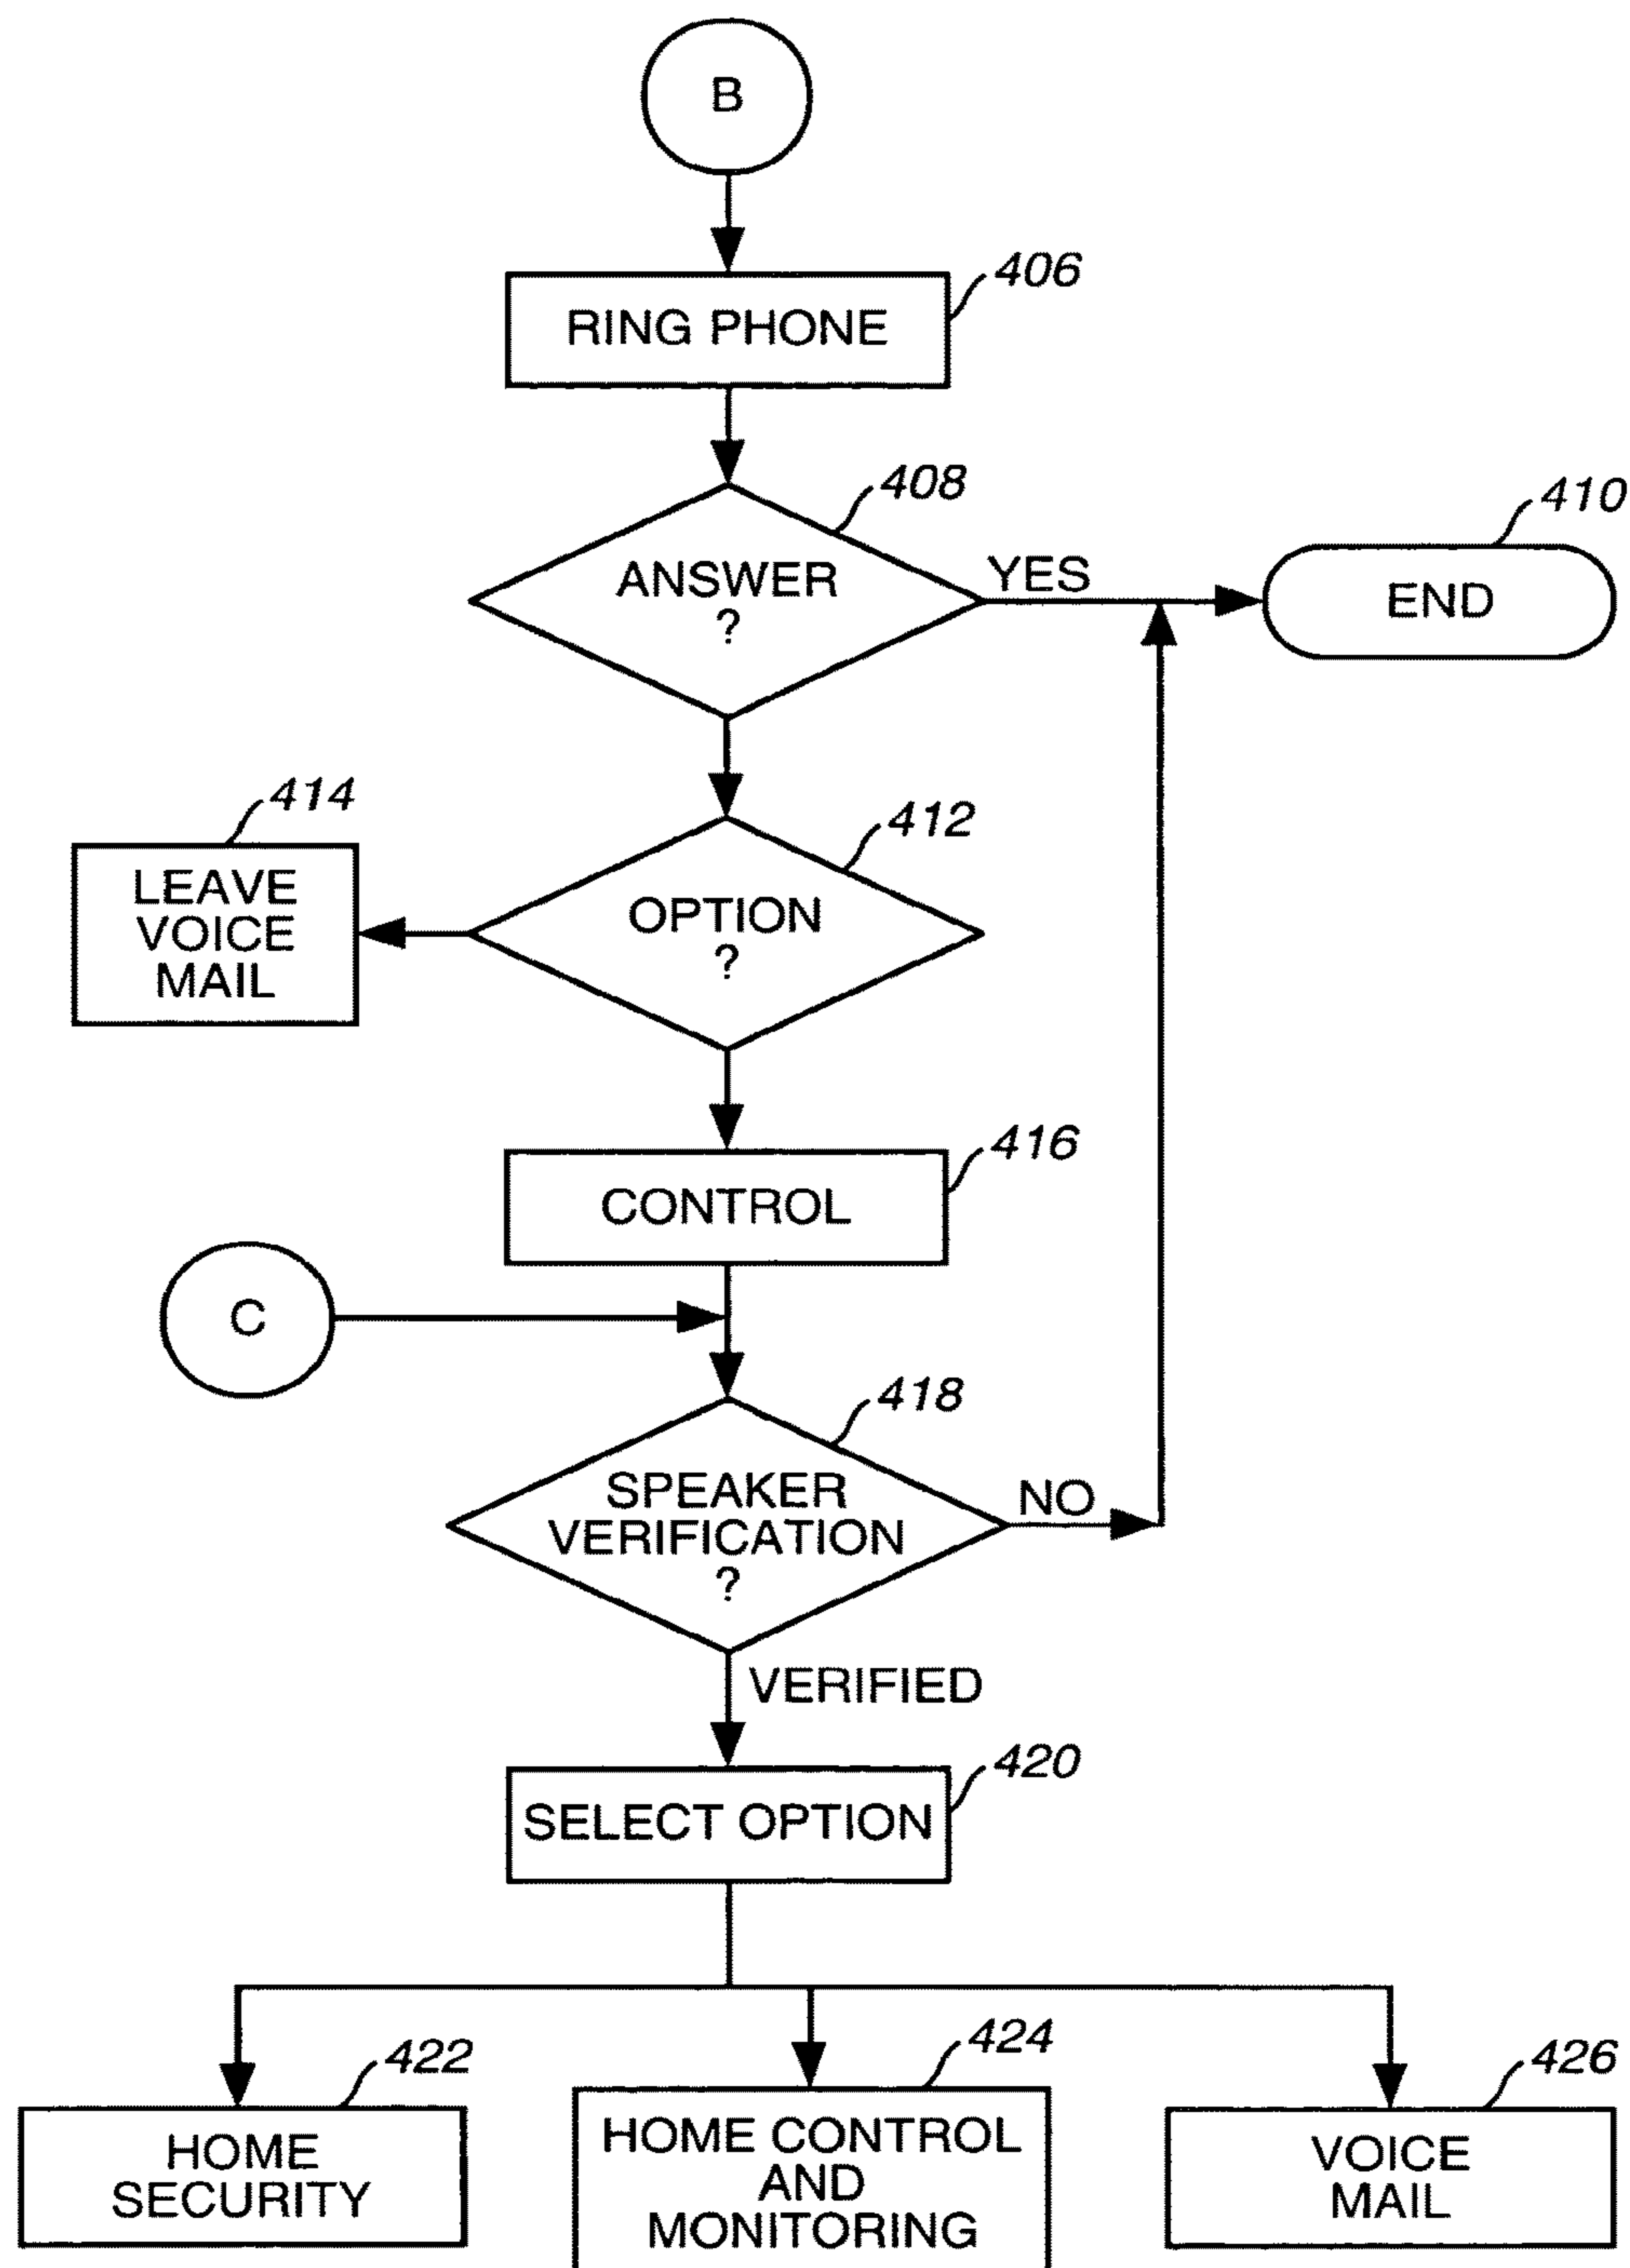 B
406
RING PHONE
408
ANSWER
?
YES
410
END
414
LEAVE
VOICE
MAIL
412
OPTION
?
416
CONTROL
C
418
SPEAKER
VERIFICATION
?
NO
VERIFIED
420
SELECT OPTION
422
HOME
SECURITY
424
HOME CONTROL
AND
MONITORING
426
VOICE
MAIL